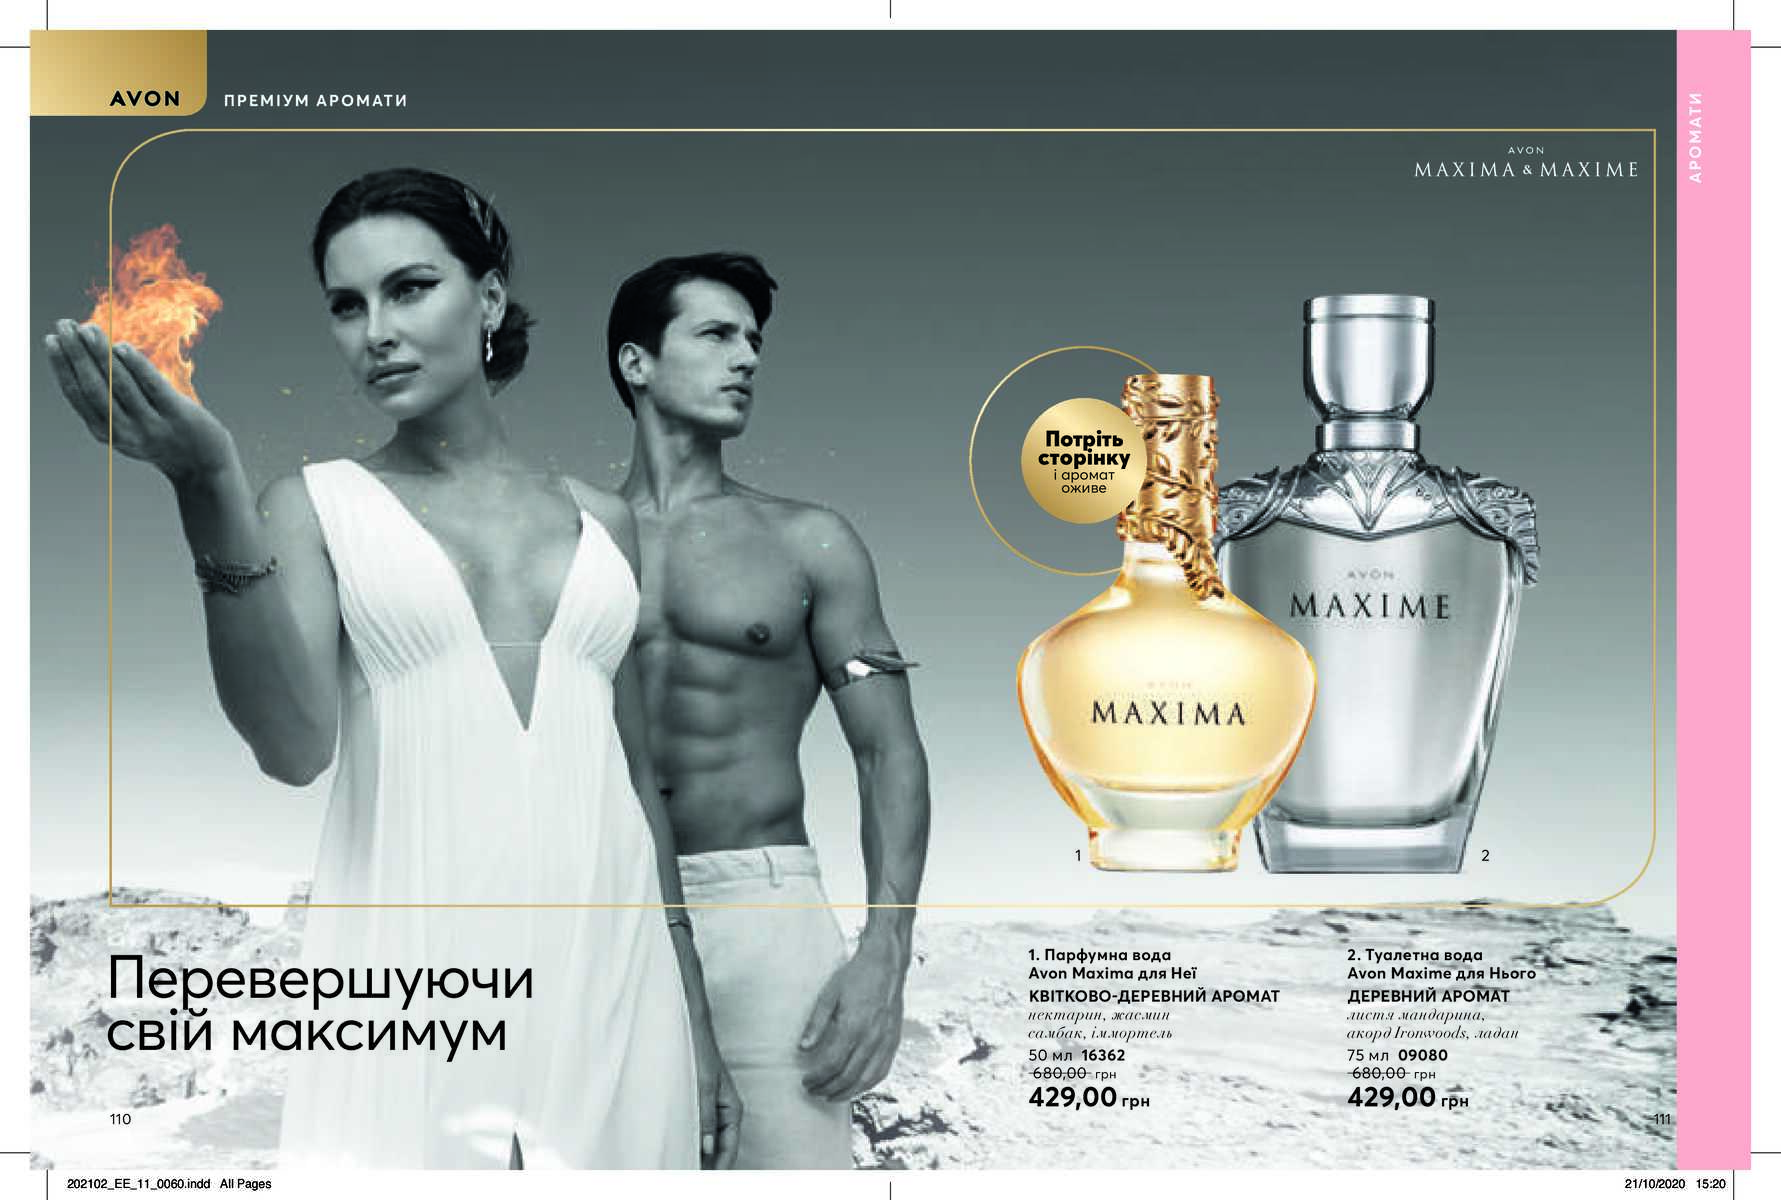 AVON
ПРЕМІУМ АРОМАТИ
АРОМАТИ
AVON
MAXIMA & MAXIME
Потріть
сторінку
і аромат
оживе
AVON
MAXIME
AVON
MAXIMA
1
2
Перевершуючи
свій максимум
1. Парфумна вода
Avon Maxima для Неї
КВІТКОВО-ДЕРЕВНИЙ АРОМАТ
нектарин, жасмин
самбак, іммортель
50 мл 16362
680,00 грн
429,00 грн
2. Туалетна вода
Avon Maxime для Нього
ДЕРЕВНИЙ АРОМАТ
листя мандарина,
акорд Ironwoods, ладан
75 мл 09080
680,00 грн
429,00 грн
110
111
202102_EE_11_0060.indd All Pages
21/10/2020 15:20